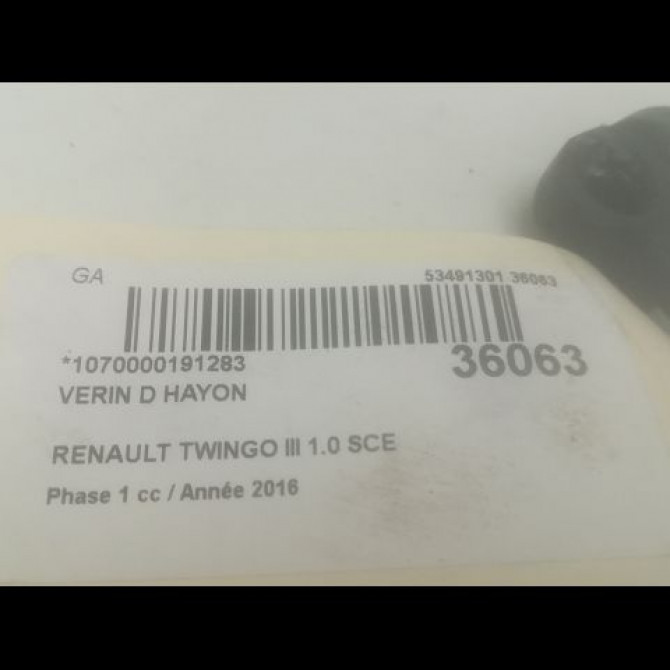 GA 53491301 36063
*1070000191283 36063
VERIN D HAYON
RENAULT TWINGO III 1.0 SCE
Phase 1 cc / Année 2016